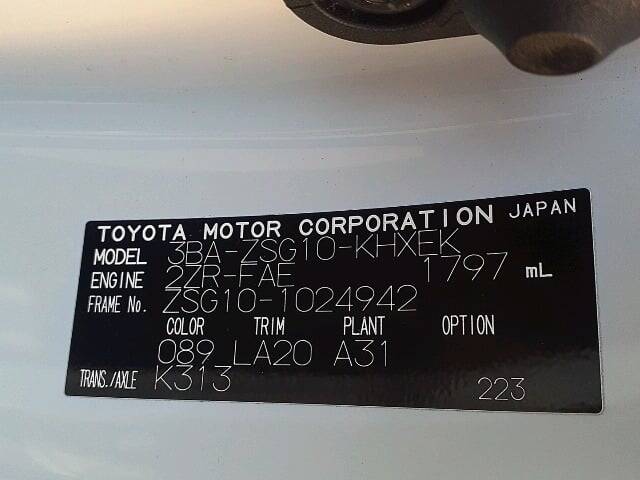 TOYOTA MOTOR CORPORATION JAPAN
MODEL 3BA-ZSG10-KHXEK
ENGINE 2ZR-FAE 1797 mL
FRAME No. ZSG10-1024942
COLOR TRIM PLANT OPTION
089 LA20 A31
TRANS./AXLE K313 223